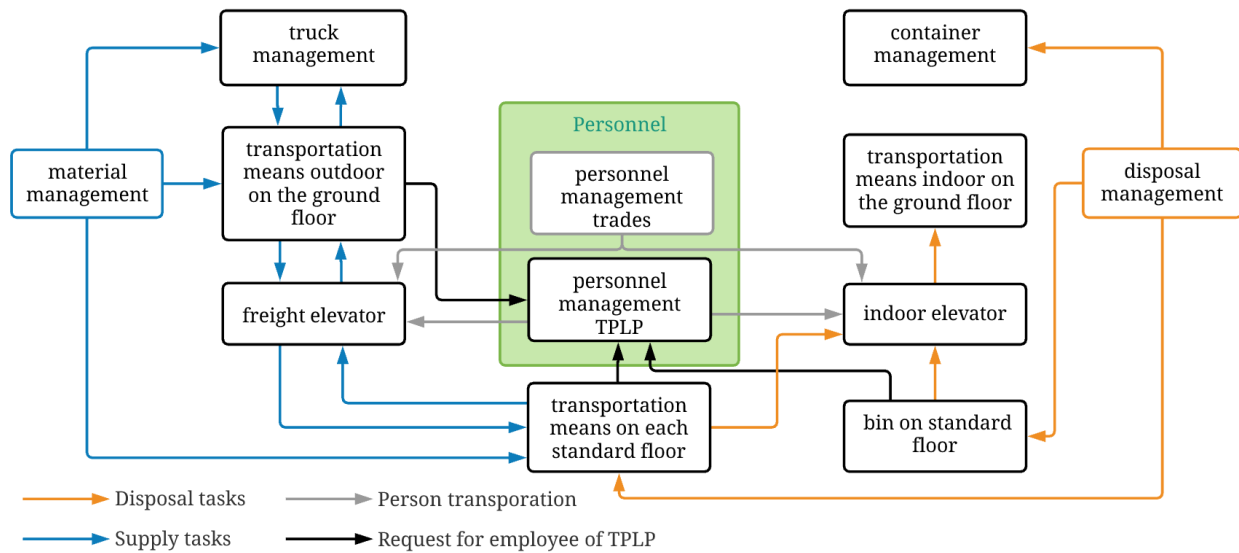 truck
management
container
management
Personnel
material
management
transportation
means outdoor
on the ground
floor
personnel
management
trades
transportation
means indoor on
the ground floor
disposal
management
freight elevator
personnel
management
TPLP
indoor elevator
transportation
means on each
standard floor
bin on standard
floor
Disposal tasks
Person transporation
Supply tasks
Request for employee of TPLP